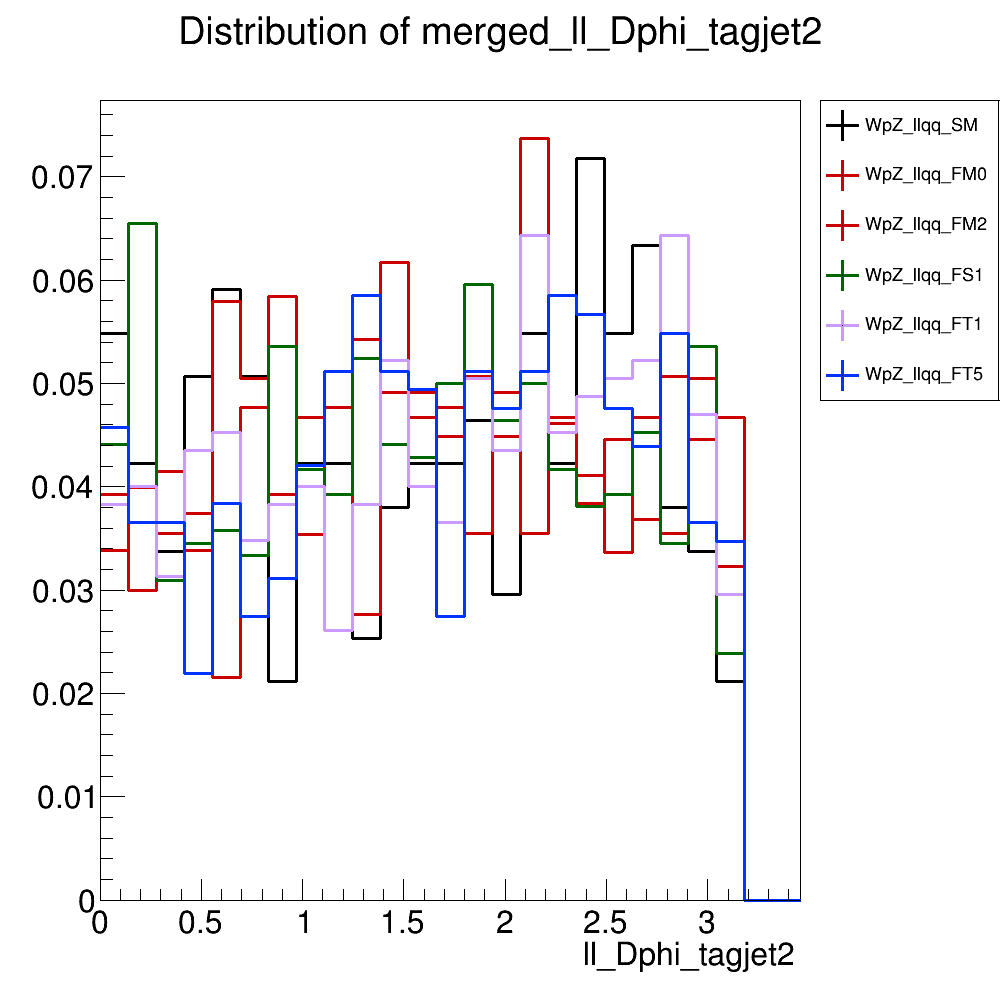 Distribution of merged_ll_Dphi_tagjet2
WpZ_llqq_SM
WpZ_llqq_FM0
WpZ_llqq_FM2
WpZ_llqq_FS1
WpZ_llqq_FT1
WpZ_llqq_FT5
0.07
0.06
0.05
0.04
0.03
0.02
0.01
0
0 0.5 1 1.5 2 2.5 3
ll_Dphi_tagjet2